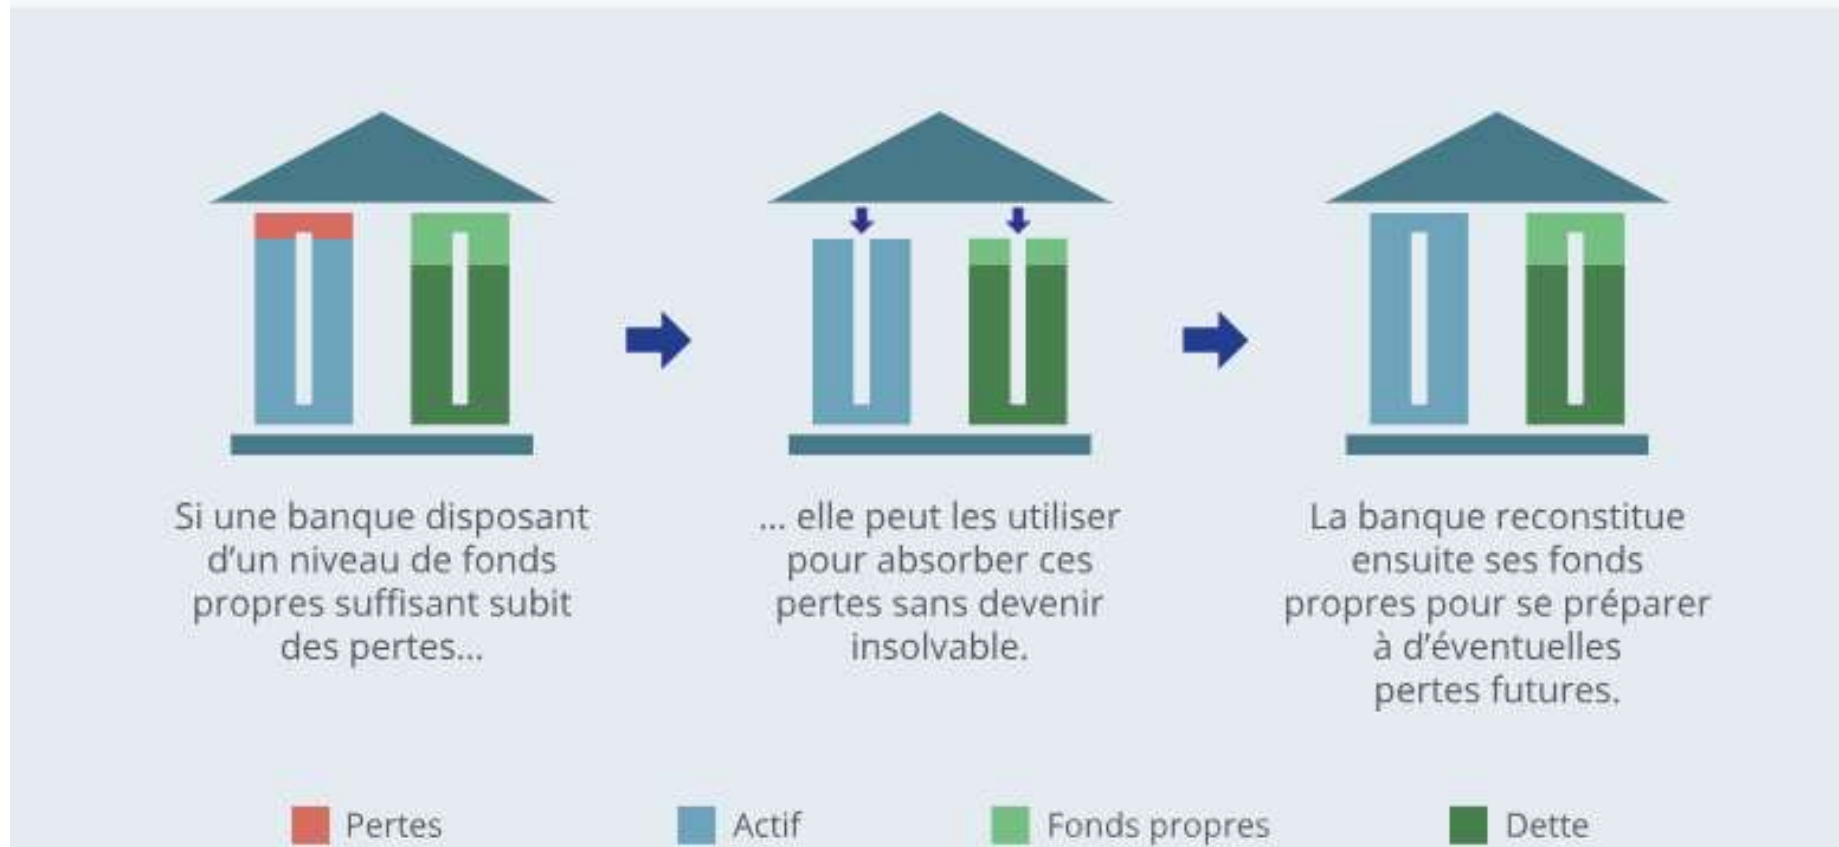 Si une banque disposant
d’un niveau de fonds
propres suffisant subit
des pertes...
... elle peut les utiliser
pour absorber ces
pertes sans devenir
insolvable.
La banque reconstitue
ensuite ses fonds
propres pour se préparer
à d’éventuelles
pertes futures.
Pertes
Actif
Fonds propres
Dette